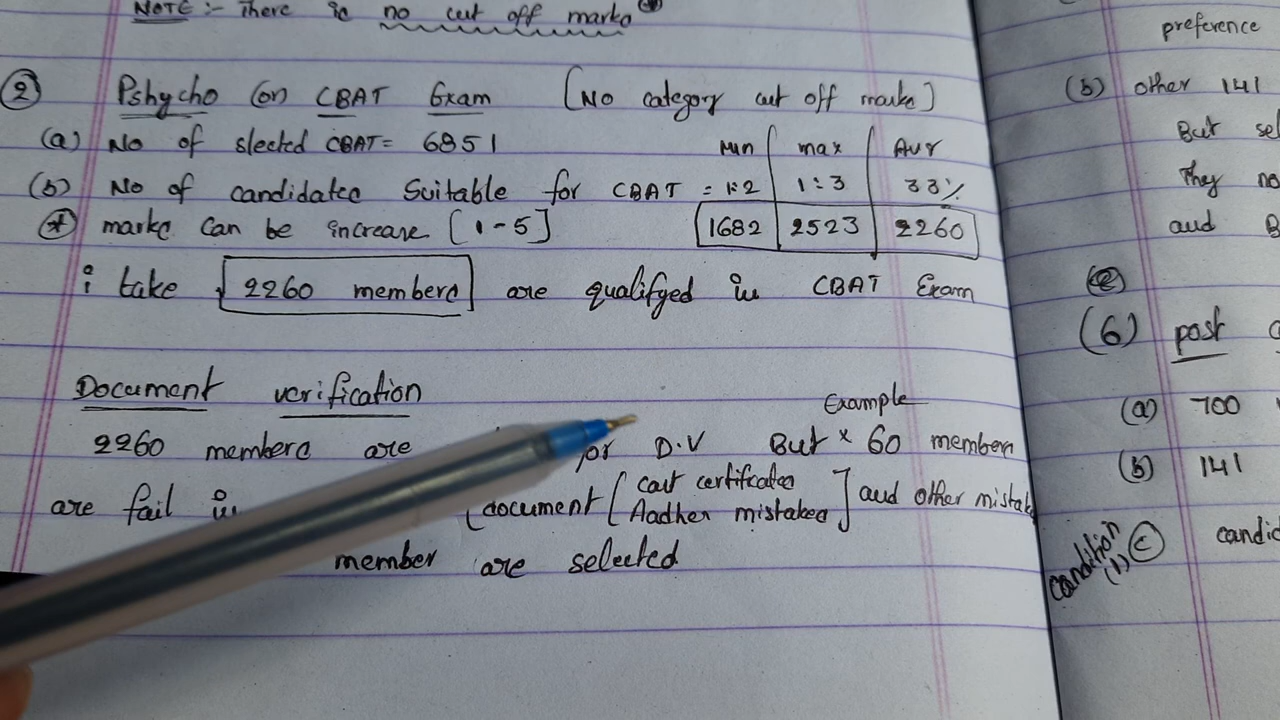 NOTE :- There is no cut off marks
② Pshycho (or) CBAT Exam [No category cut off marks]
(a) No of slected CBAT = 6851
Min max Avr
(b) No of candidates Suitable for CBAT = 1:2 1:3 33%
* marks can be increase [1-5] 1682 2523 2260
i take 2260 members are qualifyed in CBAT Exam
Document verification
Example
2260 members are for D.V But × 60 members
are fail in (document [cast certificates
Aadher mistakes] and other mistak
member are selected
preference
(b) other 141
But sel
They no
and B
(6) post
(a) 700
(b) 141
condition (1) (c) candid